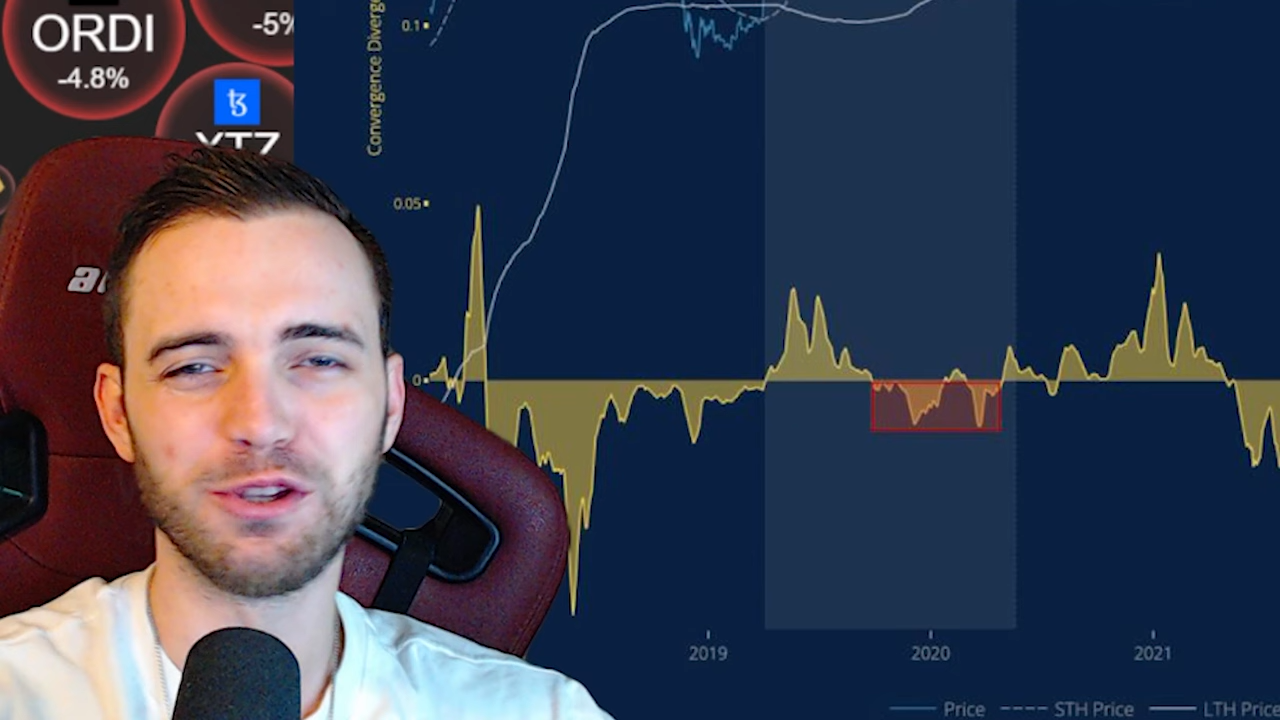 ORDI
-4.8%
-5%
XTZ
Convergence Diverg
0.1
0.05
0
2019
2020
2021
Price
STH Price
LTH Price